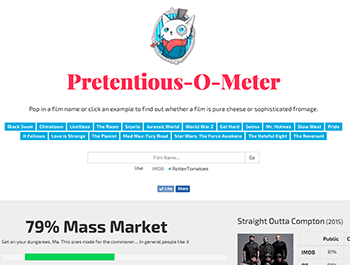 Pretentious-O-Meter
Pop in a film name or click an example to find out whether a film is pure cheese or sophisticated fromage.
Black Swan Chinatown Limitless The Room Sicario Jurassic World World War Z Get Hard Selma Mr. Holmes Slow West Pride
It Follows Love is Strange The Pianist Mad Max: Fury Road Star Wars: The Force Awakens The Hateful Eight The Revenant
Film Name... Go
Use: IMDB RottenTomatoes
Like Share
79% Mass Market
Get on your dungarees, Ma. This ones made for the commoner... In general people like it
Straight Outta Compton (2015)
Public
IMDB 81%